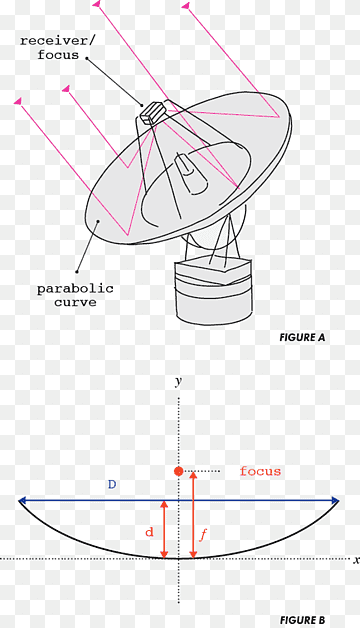 receiver/
focus
parabolic
curve
FIGURE A
y
focus
D
d
f
x
FIGURE B